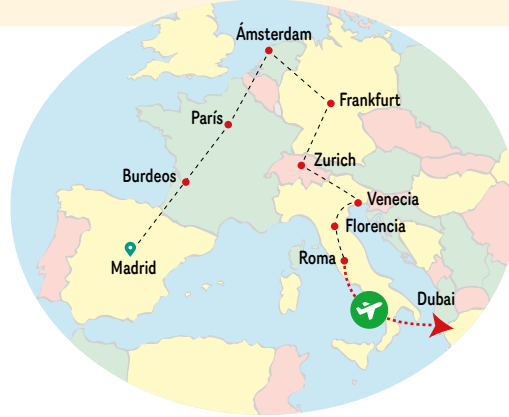 Ámsterdam
Frankfurt
París
Zurich
Burdeos
Venecia
Florencia
Roma
Madrid
Dubai